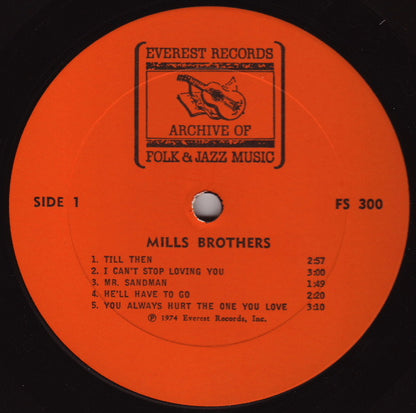 EVEREST RECORDS
ARCHIVE OF
FOLK & JAZZ MUSIC
SIDE 1
FS 300
MILLS BROTHERS
1. TILL THEN 2:57
2. I CAN'T STOP LOVING YOU 3:00
3. MR. SANDMAN 1:49
4. HE'LL HAVE TO GO 2:20
5. YOU ALWAYS HURT THE ONE YOU LOVE 3:10
Ⓟ 1974 Everest Records, Inc.